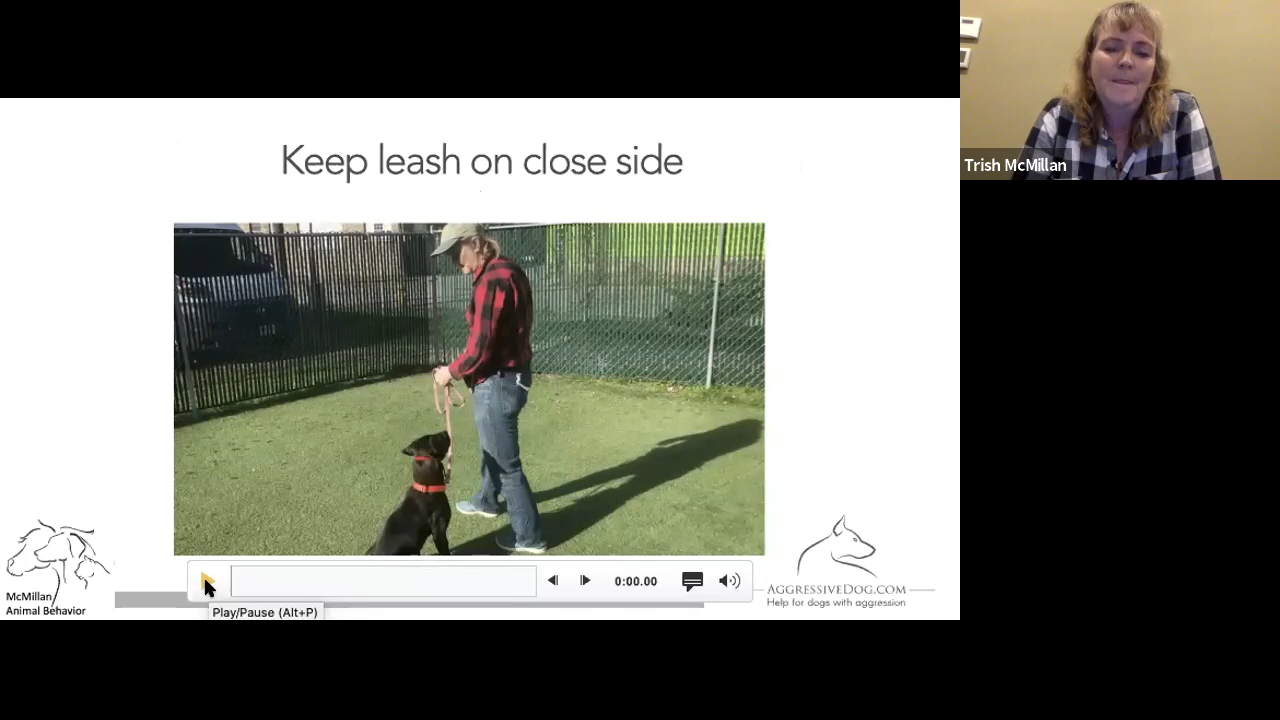 Keep leash on close side
Trish McMillan
McMillan
Animal Behavior
0:00.00
Play/Pause (Alt+P)
AGGRESSIVEDOG.COM
Help for dogs with aggression